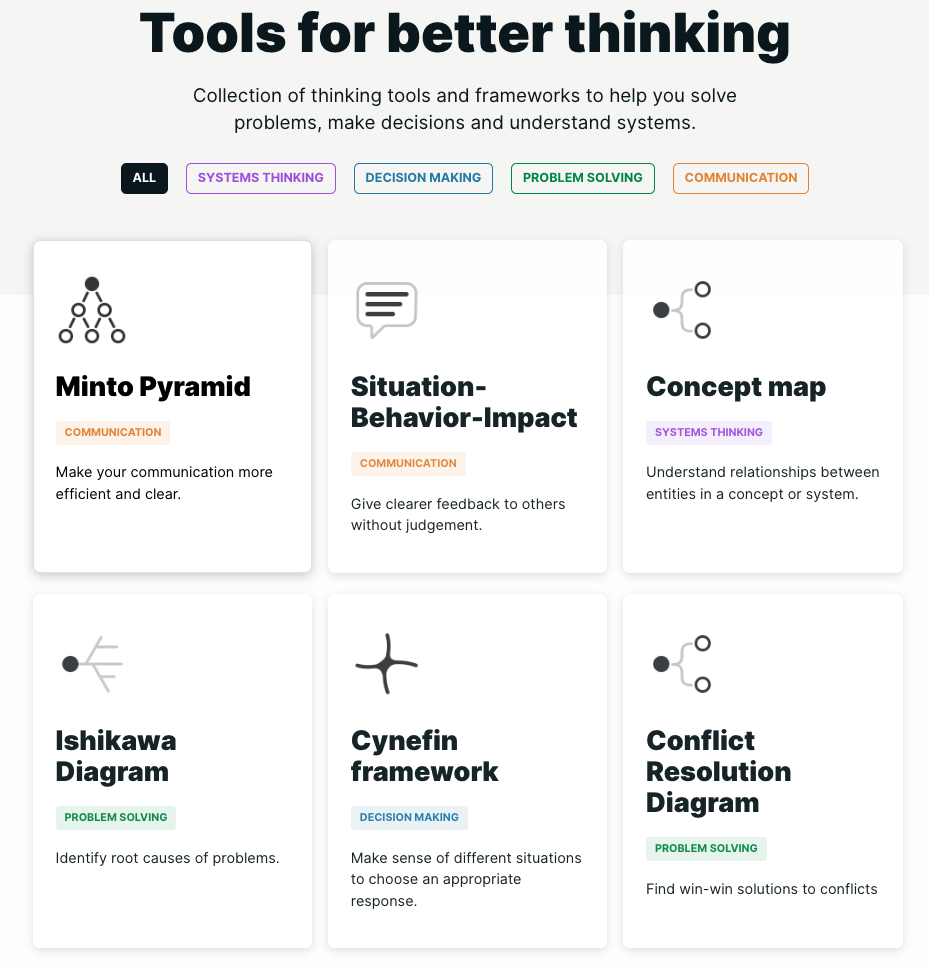 Tools for better thinking
Collection of thinking tools and frameworks to help you solve
problems, make decisions and understand systems.
ALL
SYSTEMS THINKING
DECISION MAKING
PROBLEM SOLVING
COMMUNICATION
Minto Pyramid
COMMUNICATION
Make your communication more
efficient and clear.
Situation-
Behavior-Impact
COMMUNICATION
Give clearer feedback to others
without judgement.
Concept map
SYSTEMS THINKING
Understand relationships between
entities in a concept or system.
Ishikawa
Diagram
PROBLEM SOLVING
Identify root causes of problems.
Cynefin
framework
DECISION MAKING
Make sense of different situations
to choose an appropriate
response.
Conflict
Resolution
Diagram
PROBLEM SOLVING
Find win-win solutions to conflicts